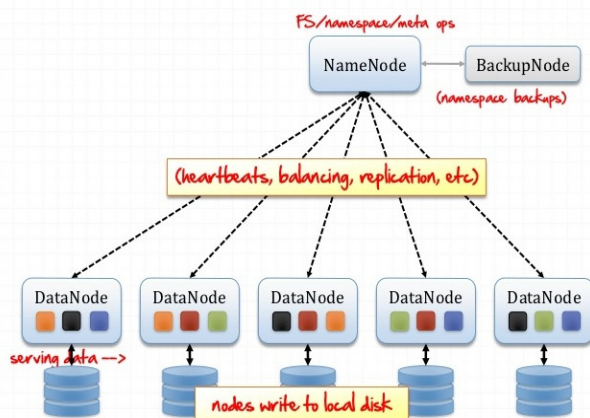 FS/namespace/meta ops
NameNode
BackupNode
(namespace backups)
(heartbeats, balancing, replication, etc)
DataNode
DataNode
DataNode
DataNode
DataNode
serving data -->
nodes write to local disk